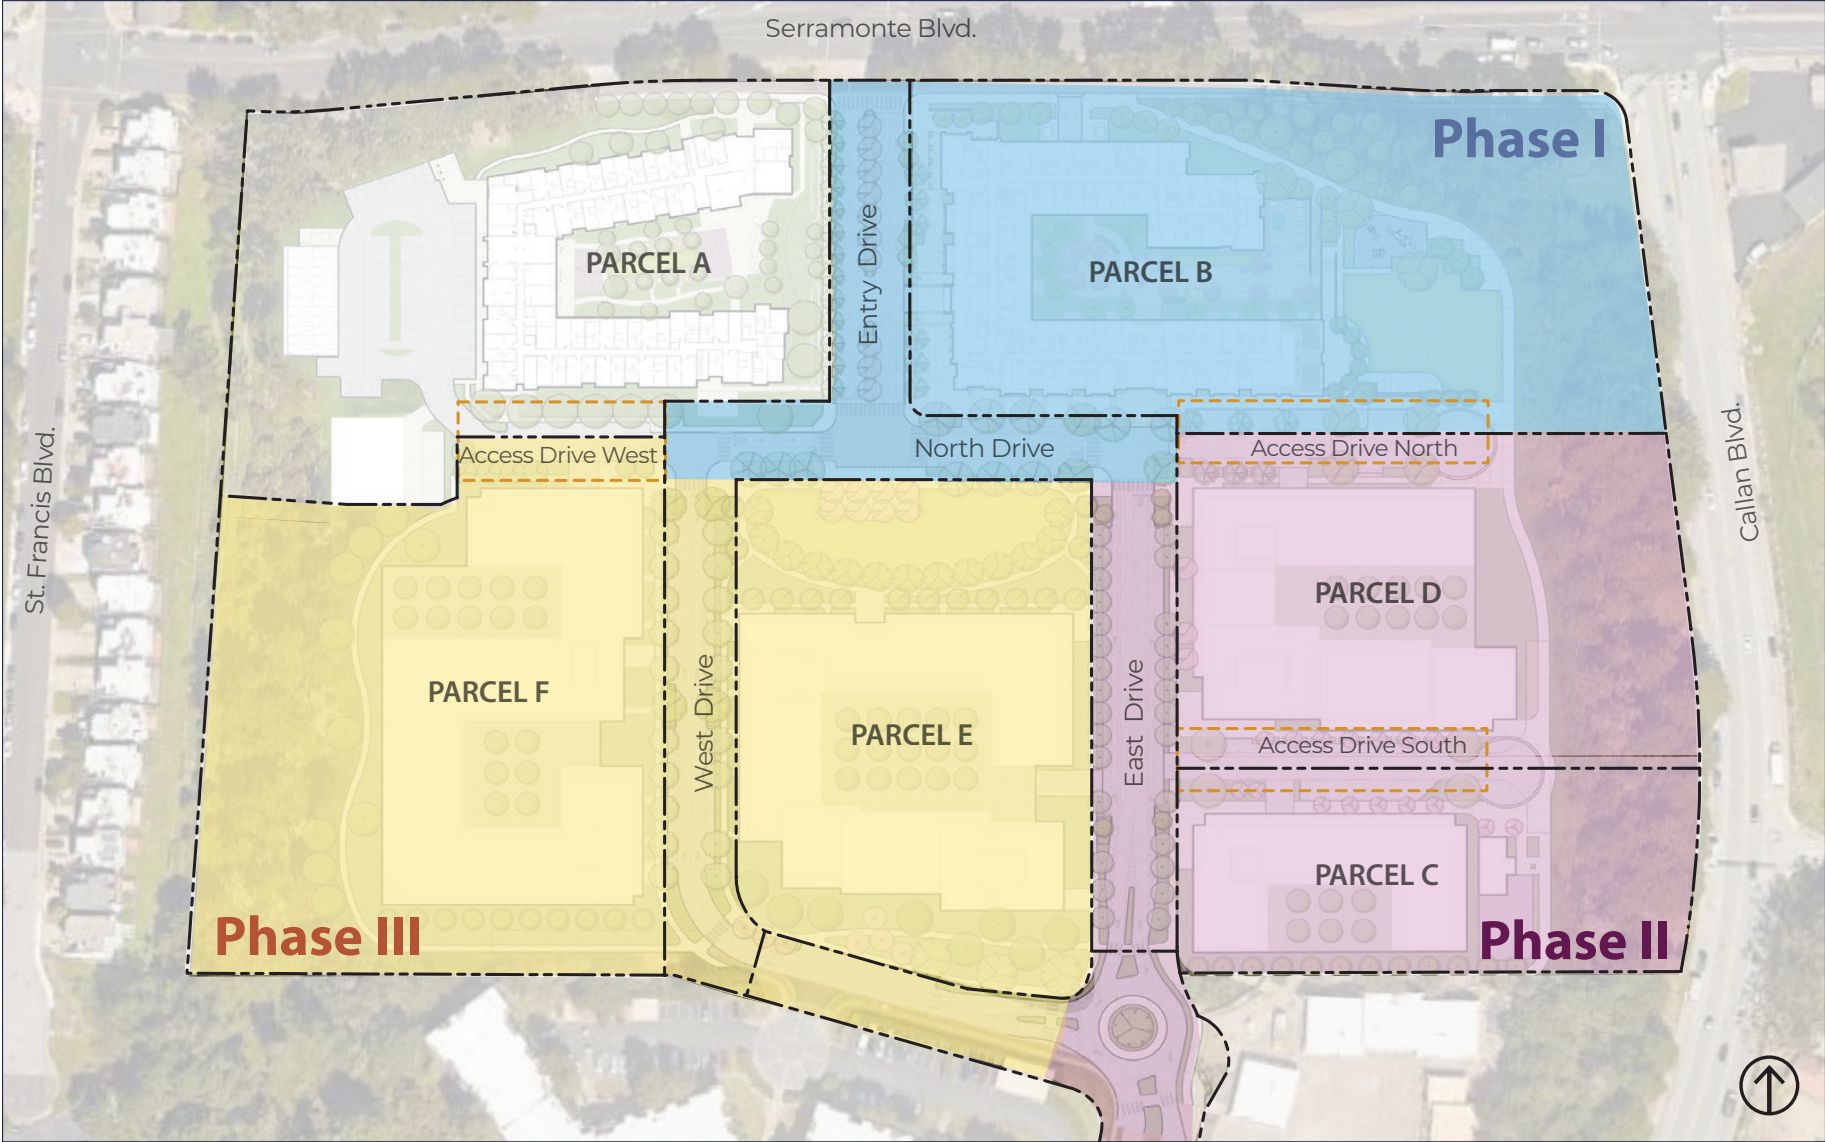 Serramonte Blvd.
Phase I
PARCEL A
Entry Drive
PARCEL B
St. Francis Blvd.
Access Drive West
North Drive
Access Drive North
Callan Blvd.
PARCEL D
PARCEL F
West Drive
PARCEL E
East Drive
Access Drive South
PARCEL C
Phase III
Phase II